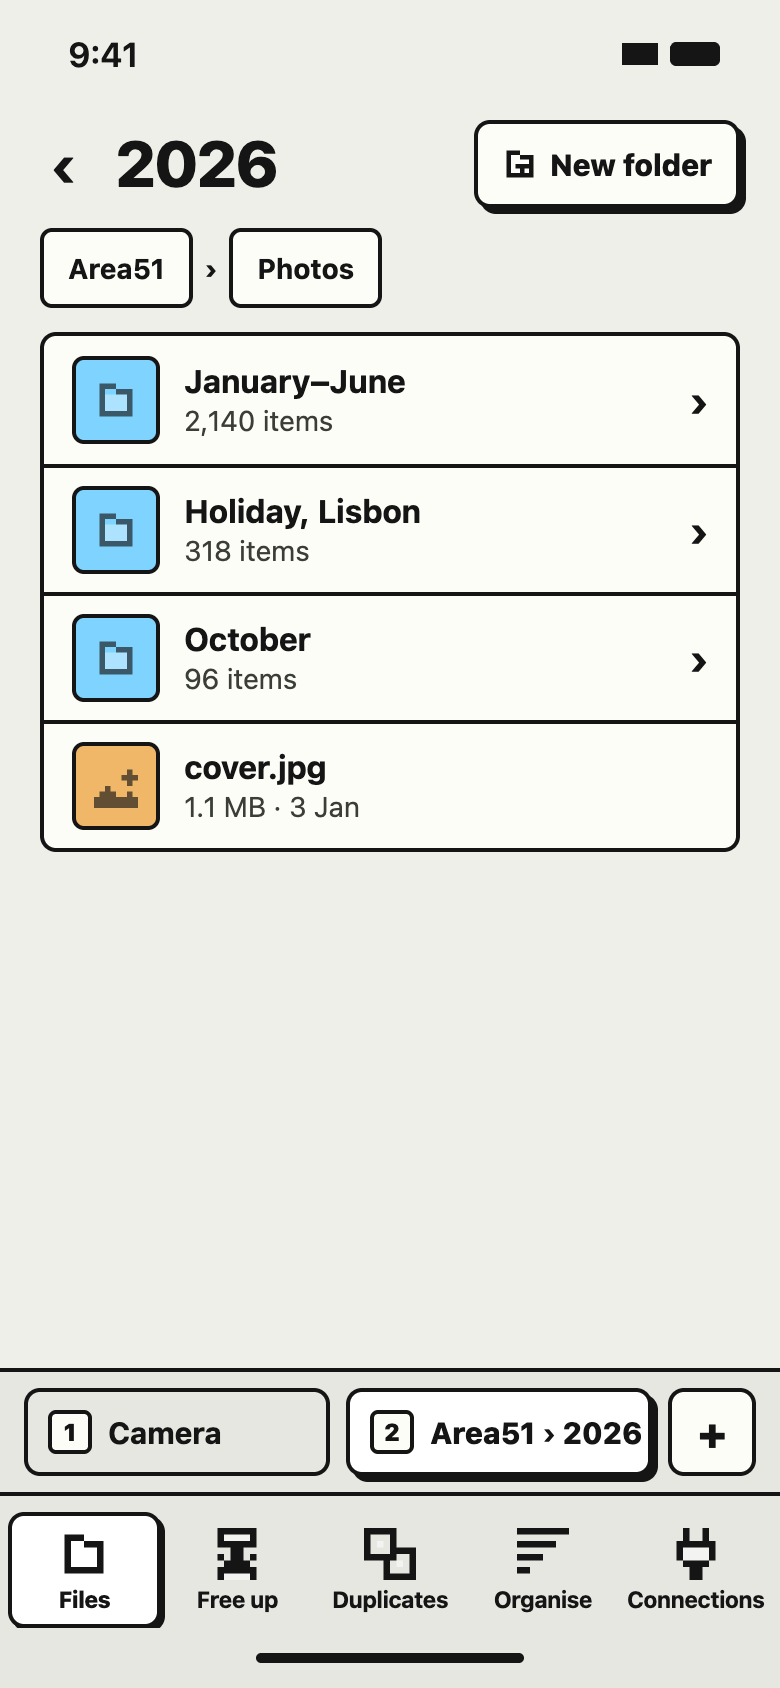 9:41
‹ 2026
New folder
Area51 › Photos
January–June
2,140 items
›
Holiday, Lisbon
318 items
›
October
96 items
›
cover.jpg
1.1 MB · 3 Jan
1 Camera
2 Area51 › 2026
+
Files
Free up
Duplicates
Organise
Connections